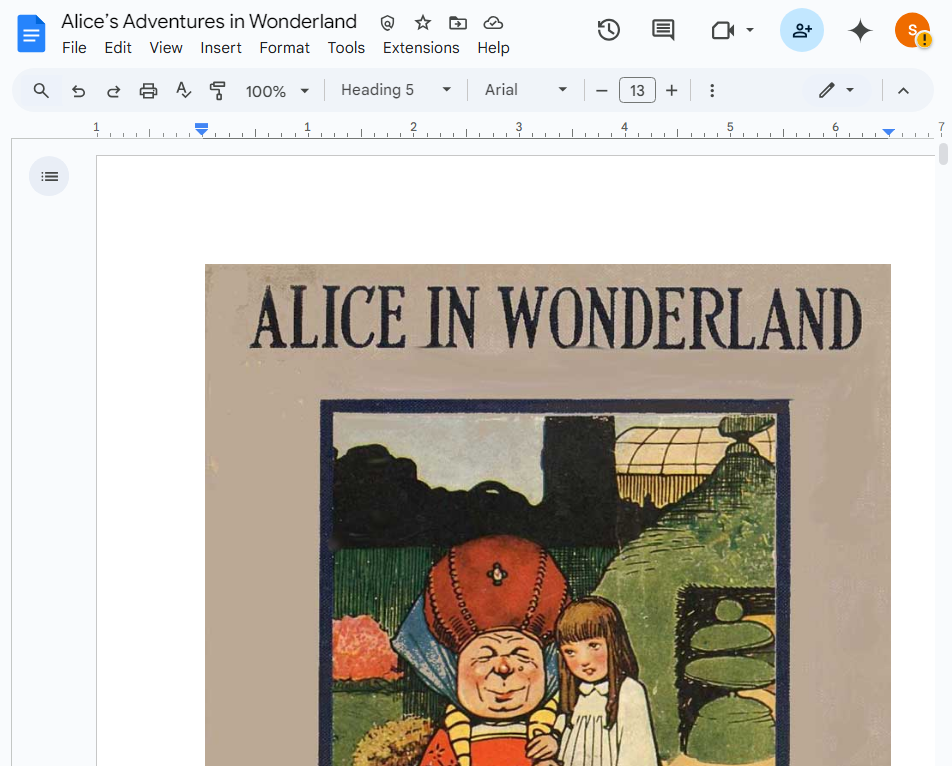 Alice’s Adventures in Wonderland
File Edit View Insert Format Tools Extensions Help
S
100% Heading 5 Arial 13
1 1 2 3 4 5 6 7
ALICE IN WONDERLAND